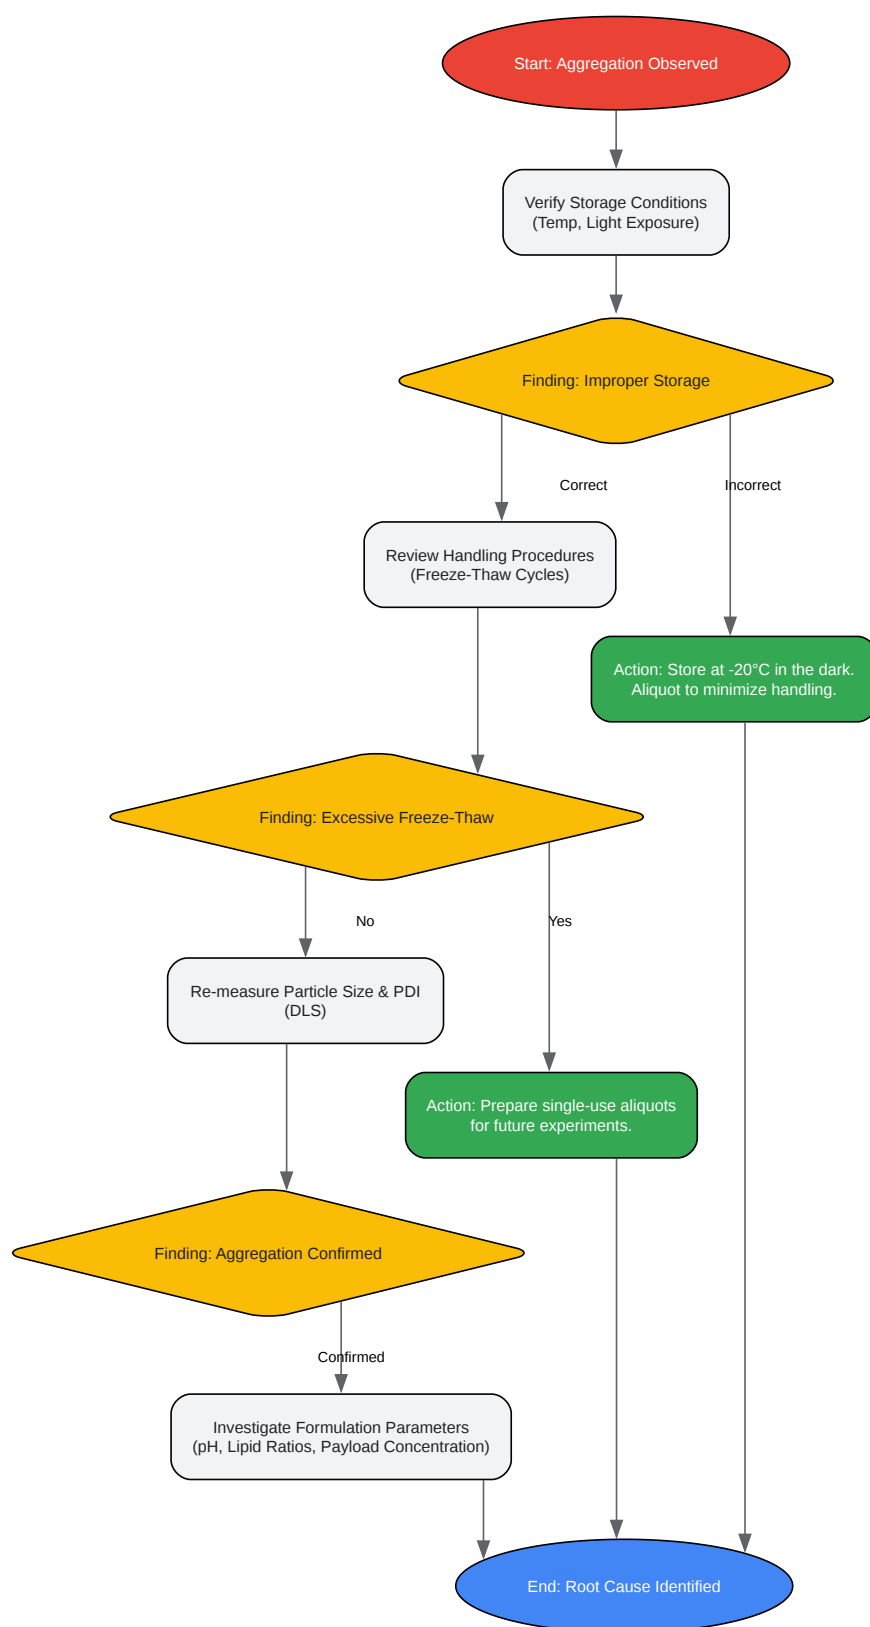 Start: Aggregation Observed
Verify Storage Conditions
(Temp, Light Exposure)
Finding: Improper Storage
Correct
Incorrect
Review Handling Procedures
(Freeze-Thaw Cycles)
Action: Store at -20°C in the dark.
Aliquot to minimize handling.
Finding: Excessive Freeze-Thaw
No
Yes
Re-measure Particle Size & PDI
(DLS)
Action: Prepare single-use aliquots
for future experiments.
Finding: Aggregation Confirmed
Confirmed
Investigate Formulation Parameters
(pH, Lipid Ratios, Payload Concentration)
End: Root Cause Identified